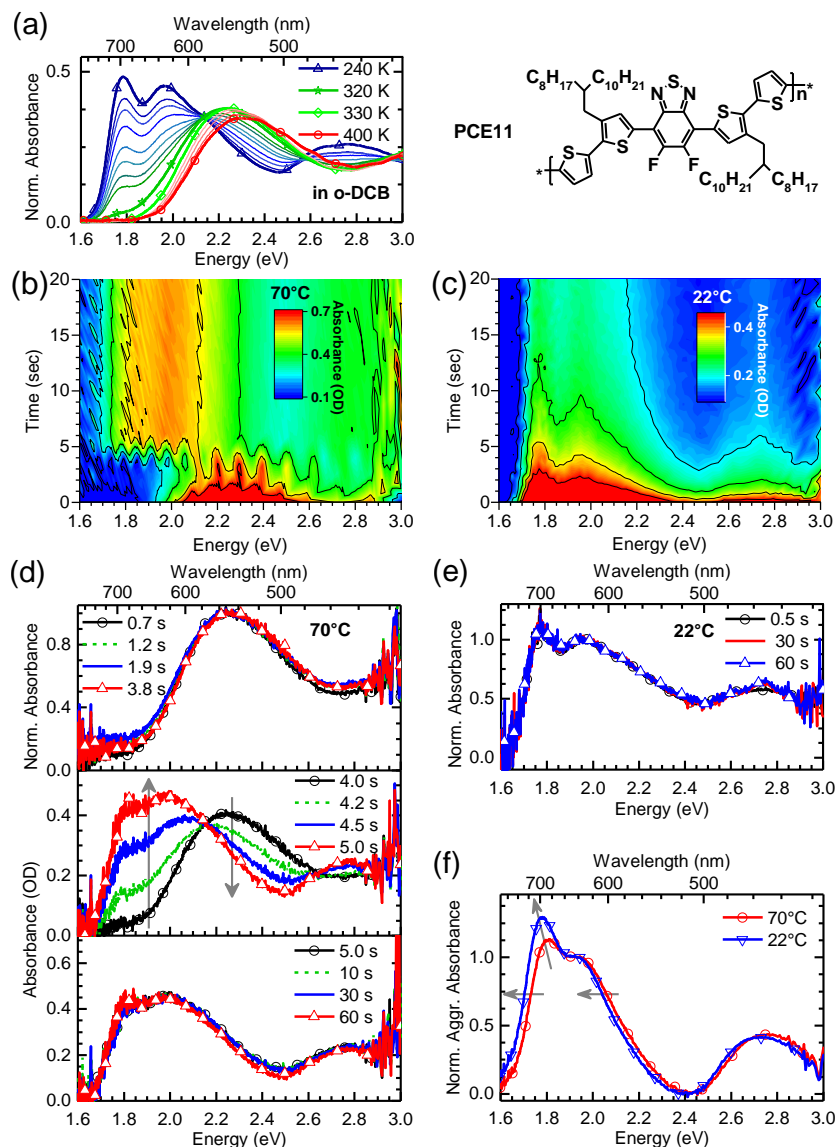 (a)
Wavelength (nm)
700 600 500
0.5
0.0
Norm. Absorbance
240 K
320 K
330 K
400 K
in o-DCB
1.6 1.8 2.0 2.2 2.4 2.6 2.8 3.0
Energy (eV)
PCE11
C8H17 C10H21
N S N
S S S S
F F
n*
*
C10H21 C8H17
(b)
20
15
10
5
0
Time (sec)
70°C
0.7
0.4
0.1
Absorbance (OD)
1.6 1.8 2.0 2.2 2.4 2.6 2.8 3.0
Energy (eV)
(c)
20
15
10
5
0
Time (sec)
22°C
0.4
0.2
Absorbance (OD)
1.6 1.8 2.0 2.2 2.4 2.6 2.8 3.0
Energy (eV)
(d)
Wavelength (nm)
700 600 500
70°C
0.7 s
1.2 s
1.9 s
3.8 s
0.8
0.4
0.0
Norm. Absorbance
4.0 s
4.2 s
4.5 s
5.0 s
0.4
0.2
0.0
5.0 s
10 s
30 s
60 s
0.6
0.4
0.2
0.0
Absorbance (OD)
1.6 1.8 2.0 2.2 2.4 2.6 2.8 3.0
Energy (eV)
(e)
Wavelength (nm)
700 600 500
22°C
0.5 s
30 s
60 s
1.0
0.5
0.0
Norm. Absorbance
1.6 1.8 2.0 2.2 2.4 2.6 2.8 3.0
Energy (eV)
(f)
Wavelength (nm)
700 600 500
70°C
22°C
1.0
0.5
0.0
Norm. Aggr. Absorbance
1.6 1.8 2.0 2.2 2.4 2.6 2.8 3.0
Energy (eV)